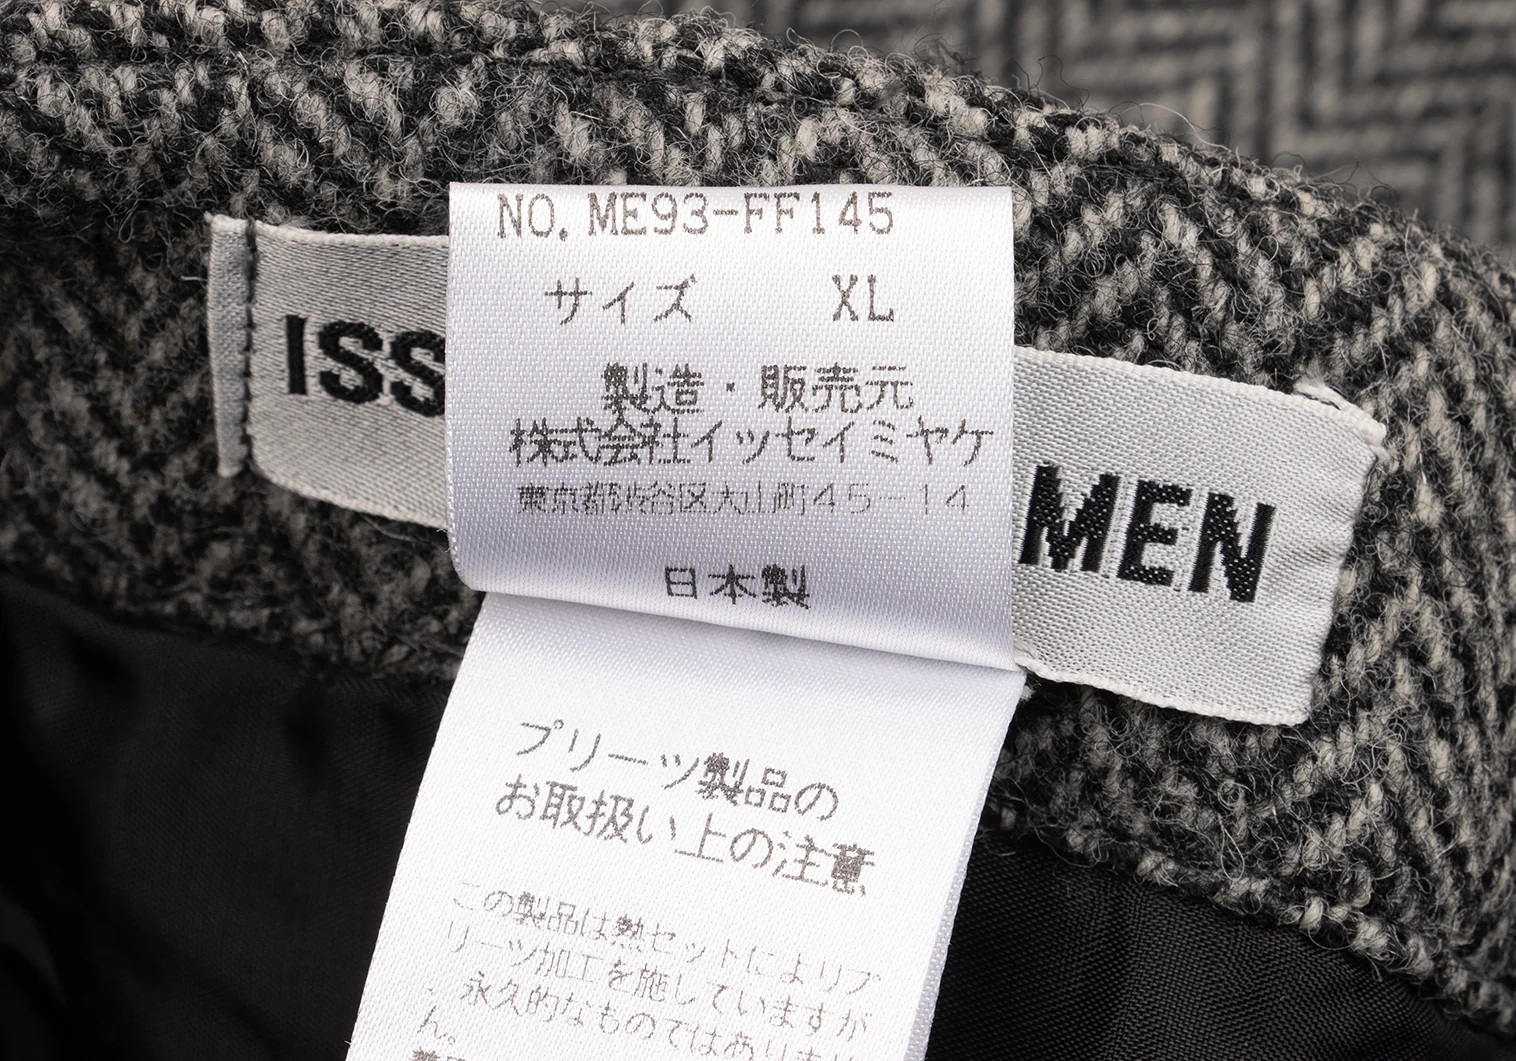 NO. ME93-FF145
サイズ XL
ISS
製造・販売元
株式会社イッセイミヤケ
東京都渋谷区大山町45-14
MEN
日本製
プリーツ製品の
お取扱い上の注意
この製品は熱セットによりプ
リーツ加工を施していますが
、永久的なものではありません
ん。